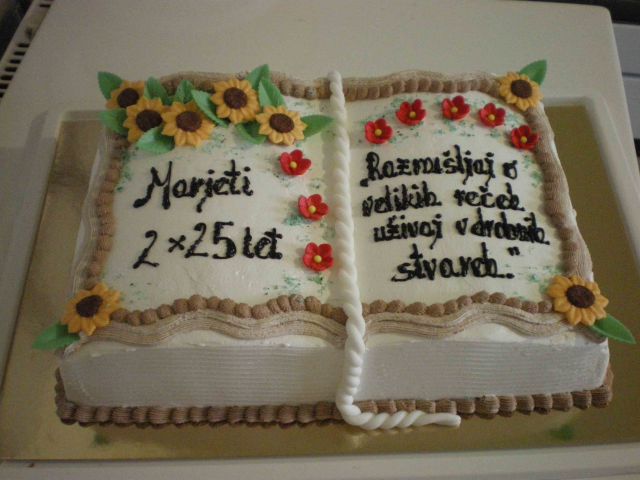 Marjeti
2×25 let
Razmišljaj o
velikih rečeh
uživaj v drobnih
stvareh."